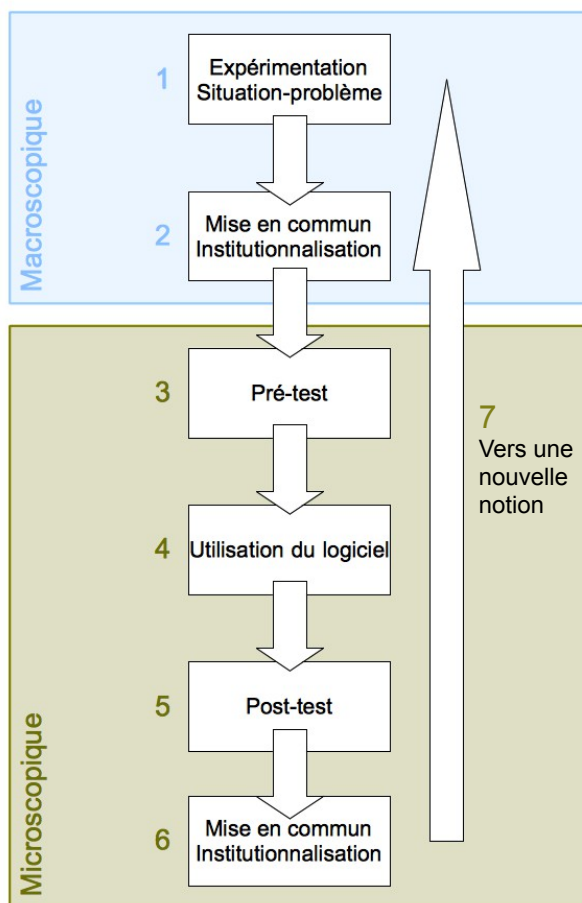 Macroscopique
1
Expérimentation
Situation-problème
2
Mise en commun
Institutionnalisation
Microscopique
3
Pré-test
4
Utilisation du logiciel
5
Post-test
6
Mise en commun
Institutionnalisation
7
Vers une
nouvelle
notion